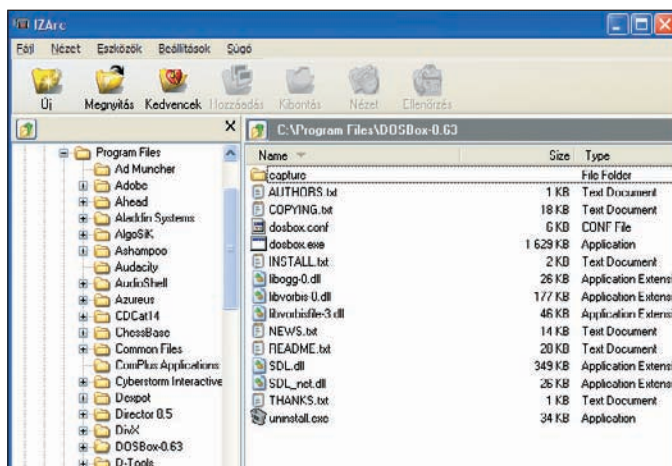 IZArc
Fájl Nézet Eszközök Beállítások Súgó
Új Megnyitás Kedvencek Hozzáadás Kibontás Nézet Ellenőrzés
C:\Program Files\DOSBox-0.63
Program Files
Ad Muncher
Adobe
Ahead
Aladdin Systems
AlgoSiK
Ashampoo
Audacity
AudioShell
Azureus
CDCat14
ChessBase
Common Files
ComPlus Applications
Cyberstorm Interactive
Dexpot
Director 8.5
DivX
DOSBox-0.63
D-Tools
Name Size Type
capture File Folder
AUTHORS.txt 1 KB Text Document
COPYING.txt 18 KB Text Document
dosbox.conf 6 KB CONF File
dosbox.exe 1 629 KB Application
INSTALL.txt 2 KB Text Document
libogg-0.dll 26 KB Application Extensi
libvorbis-0.dll 177 KB Application Extensi
libvorbisfile-3.dll 46 KB Application Extensi
NEWS.txt 14 KB Text Document
README.txt 28 KB Text Document
SDL.dll 349 KB Application Extensi
SDL_net.dll 26 KB Application Extensi
THANKS.txt 1 KB Text Document
uninstall.exe 34 KB Application